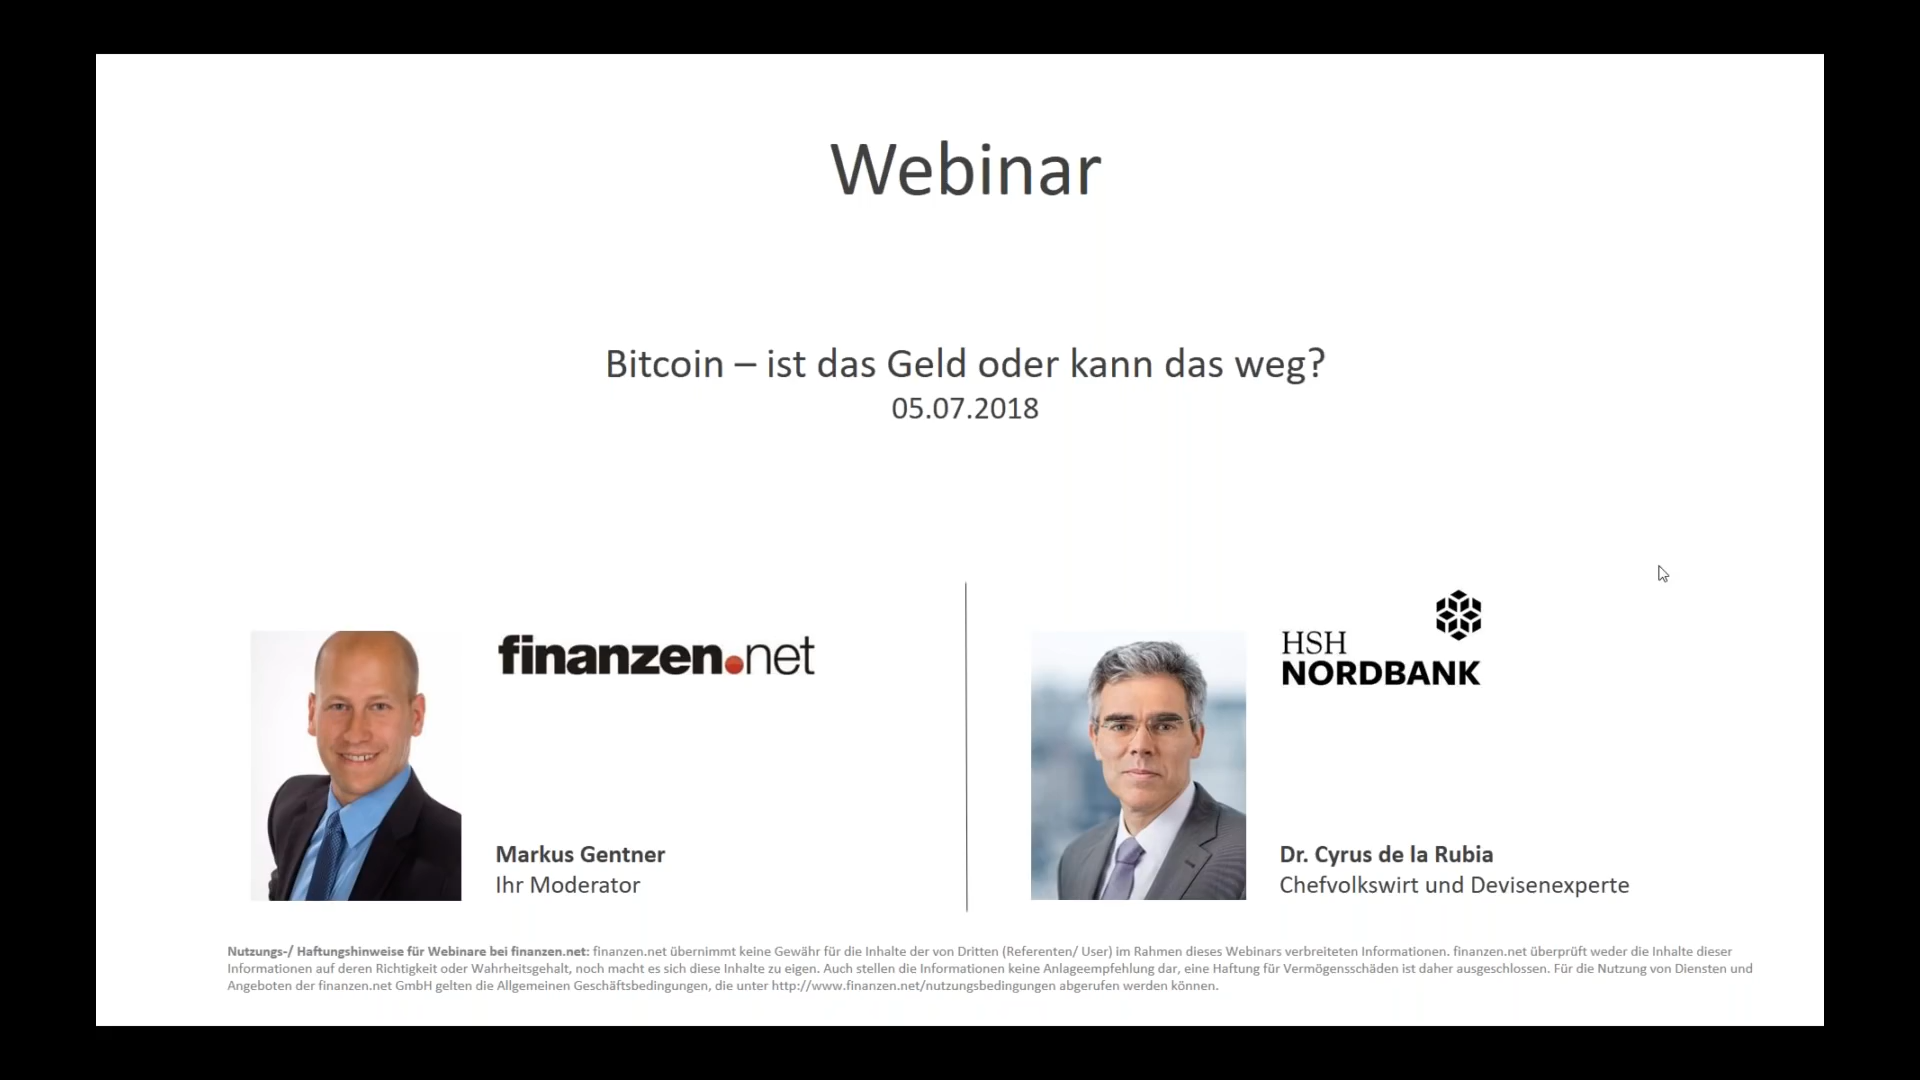 Webinar
Bitcoin – ist das Geld oder kann das weg?
05.07.2018
finanzen.net
Markus Gentner
Ihr Moderator
HSH
NORDBANK
Dr. Cyrus de la Rubia
Chefvolkswirt und Devisenexperte
Nutzungs-/ Haftungshinweise für Webinare bei finanzen.net: finanzen.net übernimmt keine Gewähr für die Inhalte der von Dritten (Referenten/ User) im Rahmen dieses Webinars verbreiteten Informationen. finanzen.net überprüft weder die Inhalte dieser
Informationen auf deren Richtigkeit oder Wahrheitsgehalt, noch macht es sich diese Inhalte zu eigen. Auch stellen die Informationen keine Anlageempfehlung dar, eine Haftung für Vermögensschäden ist daher ausgeschlossen. Für die Nutzung von Diensten und
Angeboten der finanzen.net GmbH gelten die Allgemeinen Geschäftsbedingungen, die unter http://www.finanzen.net/nutzungsbedingungen abgerufen werden können.